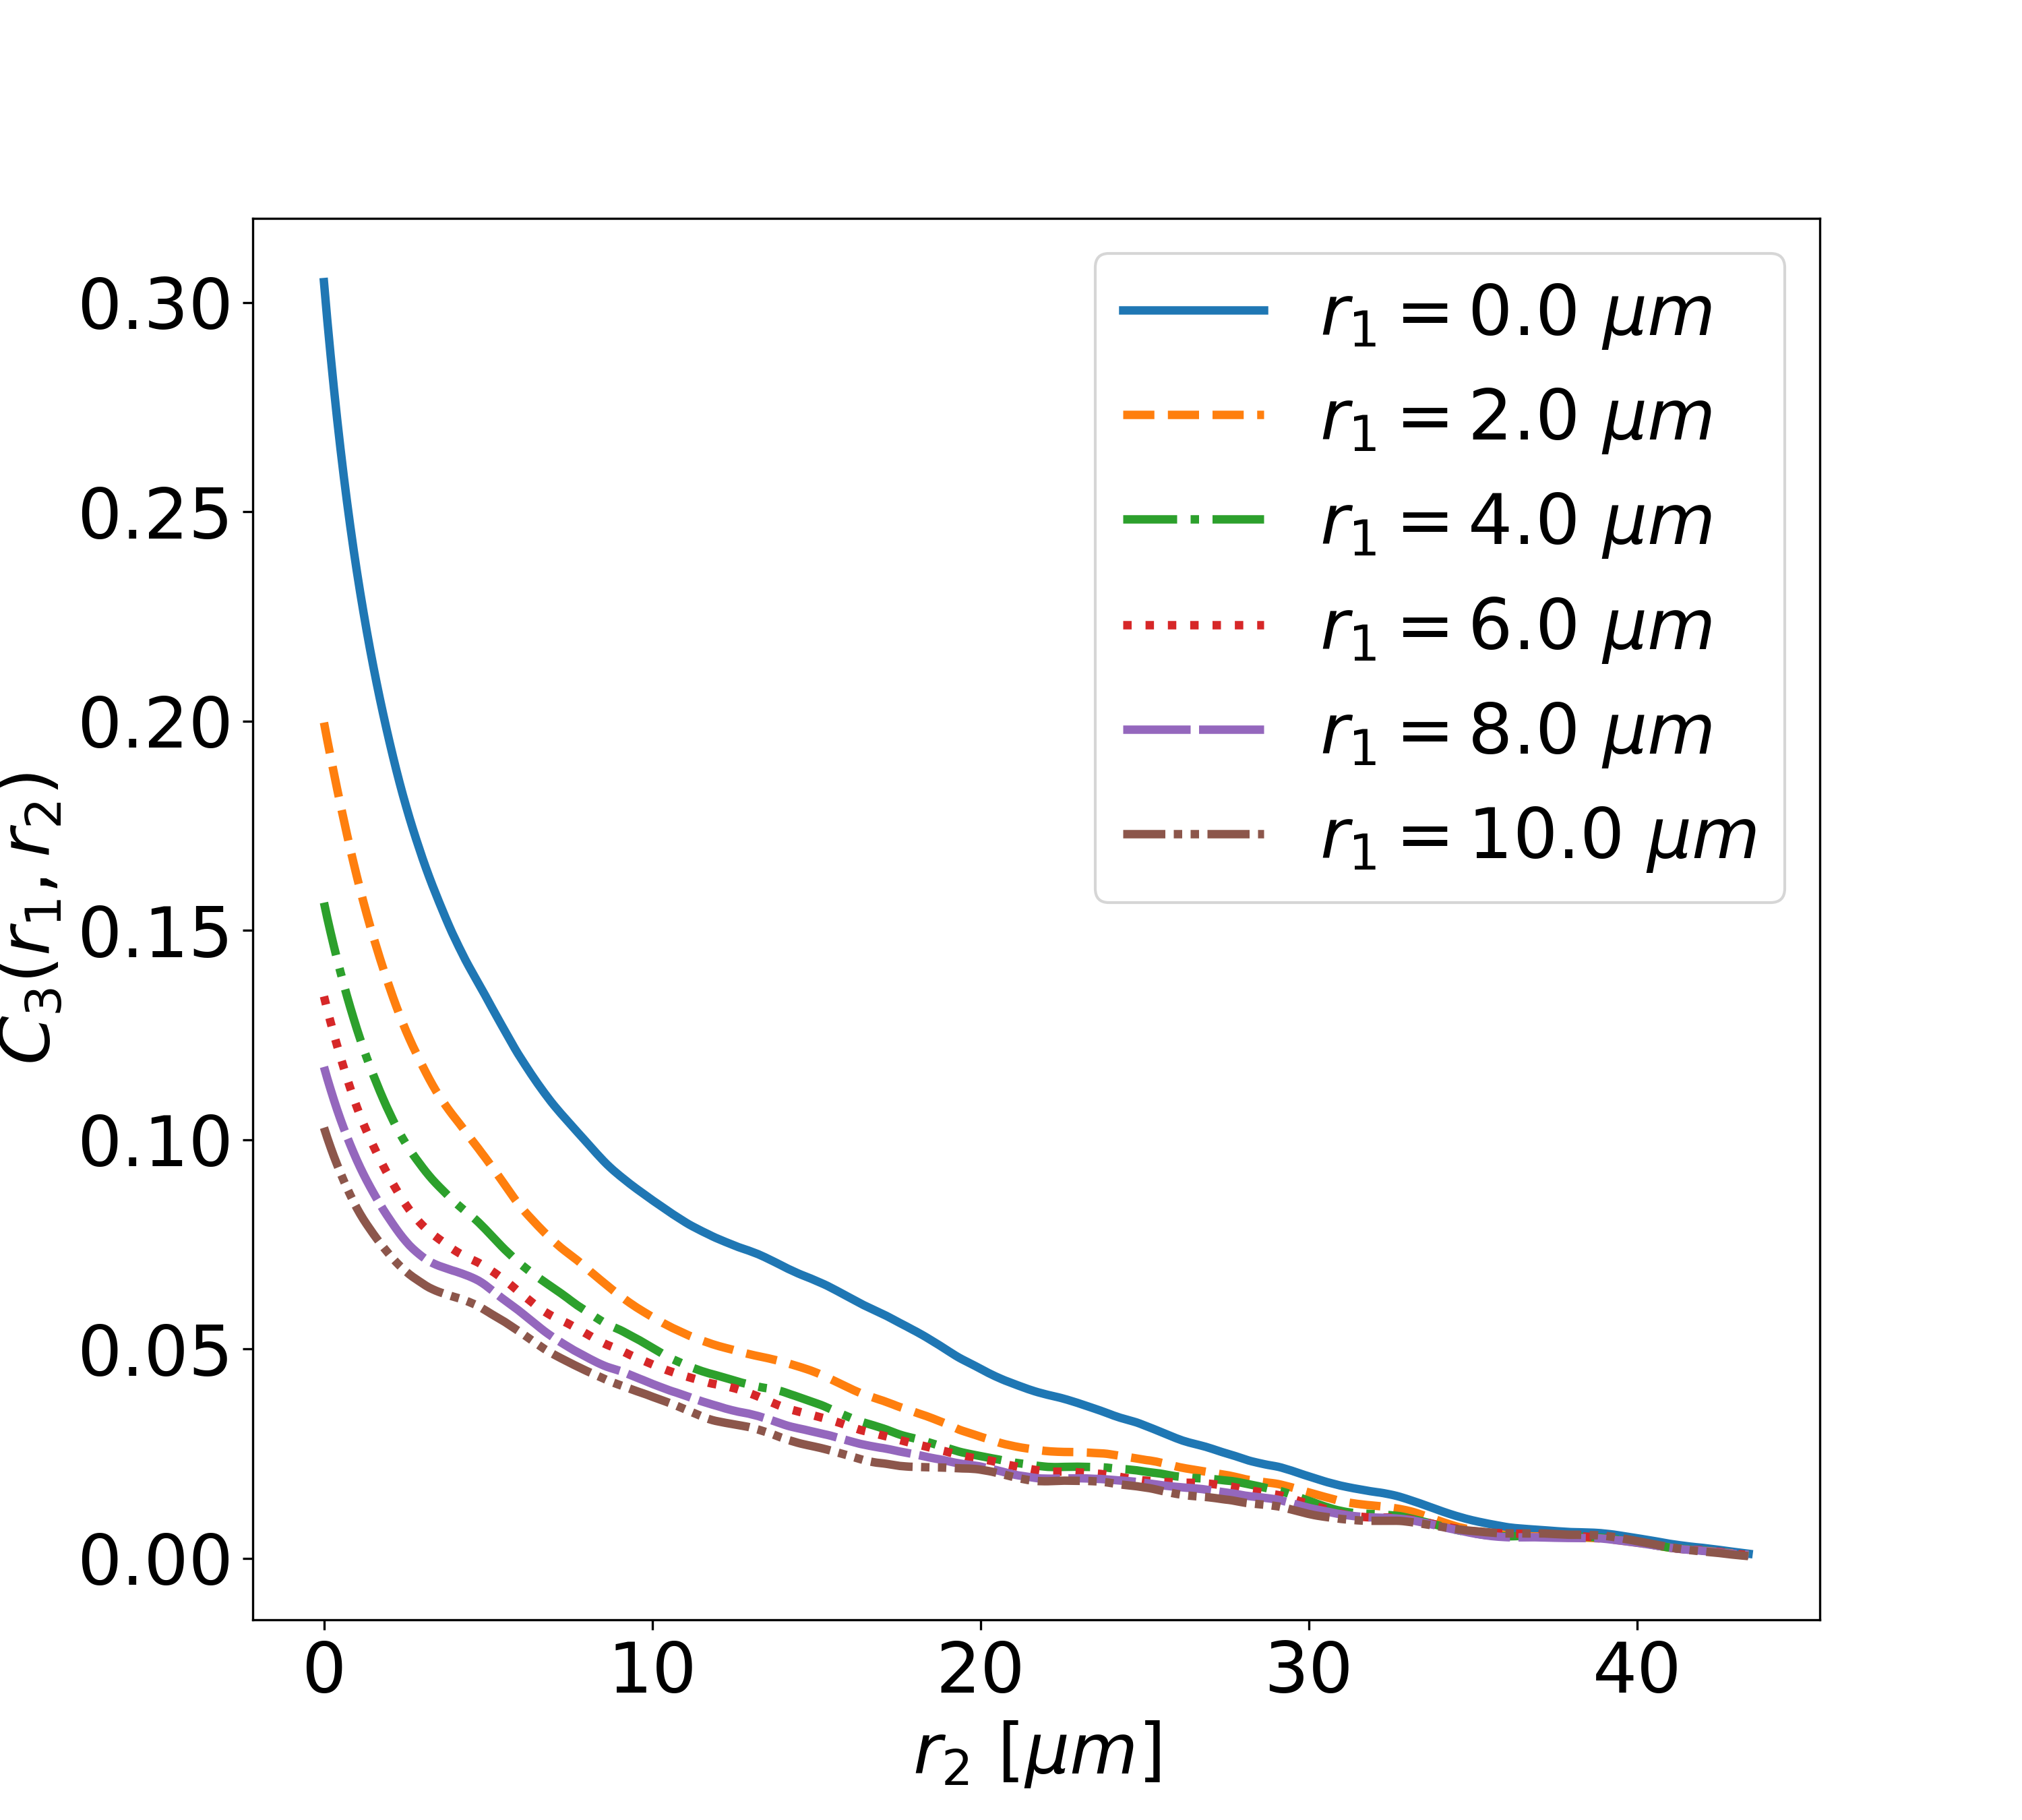 0.30
0.25
0.20
0.15
0.10
0.05
0.00
C₃(r₁, r₂)
r₁ = 0.0 μm
r₁ = 2.0 μm
r₁ = 4.0 μm
r₁ = 6.0 μm
r₁ = 8.0 μm
r₁ = 10.0 μm
0 10 20 30 40
r₂ [μm]